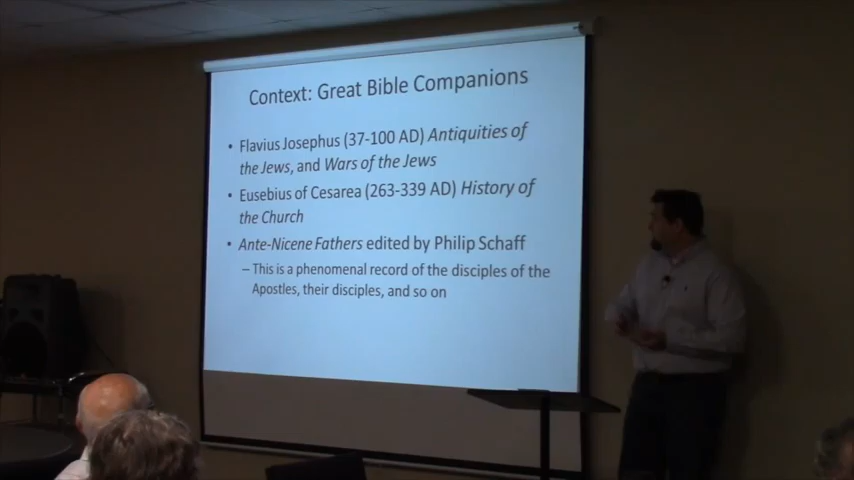 Context: Great Bible Companions
• Flavius Josephus (37-100 AD) Antiquities of
the Jews, and Wars of the Jews
• Eusebius of Cesarea (263-339 AD) History of
the Church
• Ante-Nicene Fathers edited by Philip Schaff
– This is a phenomenal record of the disciples of the
Apostles, their disciples, and so on